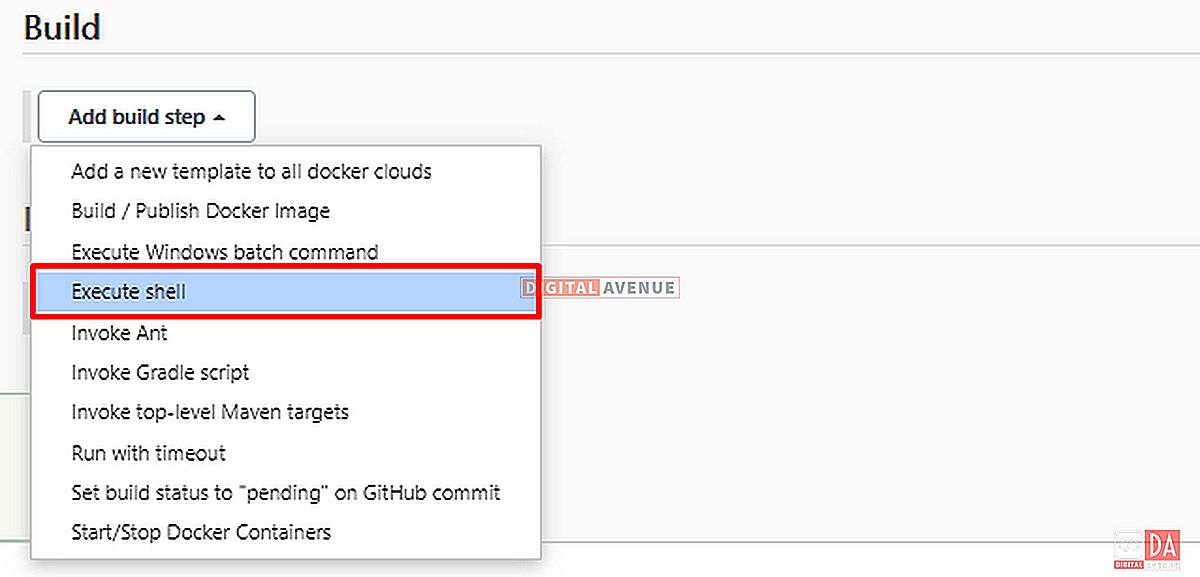 Build
Add build step
Add a new template to all docker clouds
Build / Publish Docker Image
Execute Windows batch command
Execute shell
DIGITAL AVENUE
Invoke Ant
Invoke Gradle script
Invoke top-level Maven targets
Run with timeout
Set build status to "pending" on GitHub commit
Start/Stop Docker Containers
DA
DIGITAL AVENUE